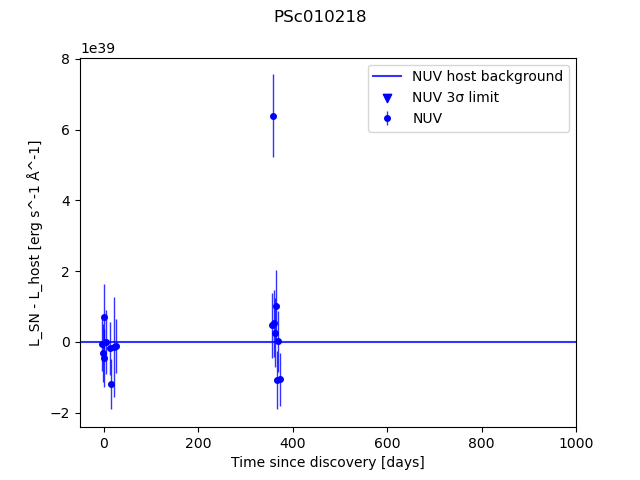 PSc010218
1e39
8
6
4
2
0
−2
L_SN - L_host [erg s^-1 Å^-1]
NUV host background
NUV 3σ limit
NUV
0 200 400 600 800 1000
Time since discovery [days]